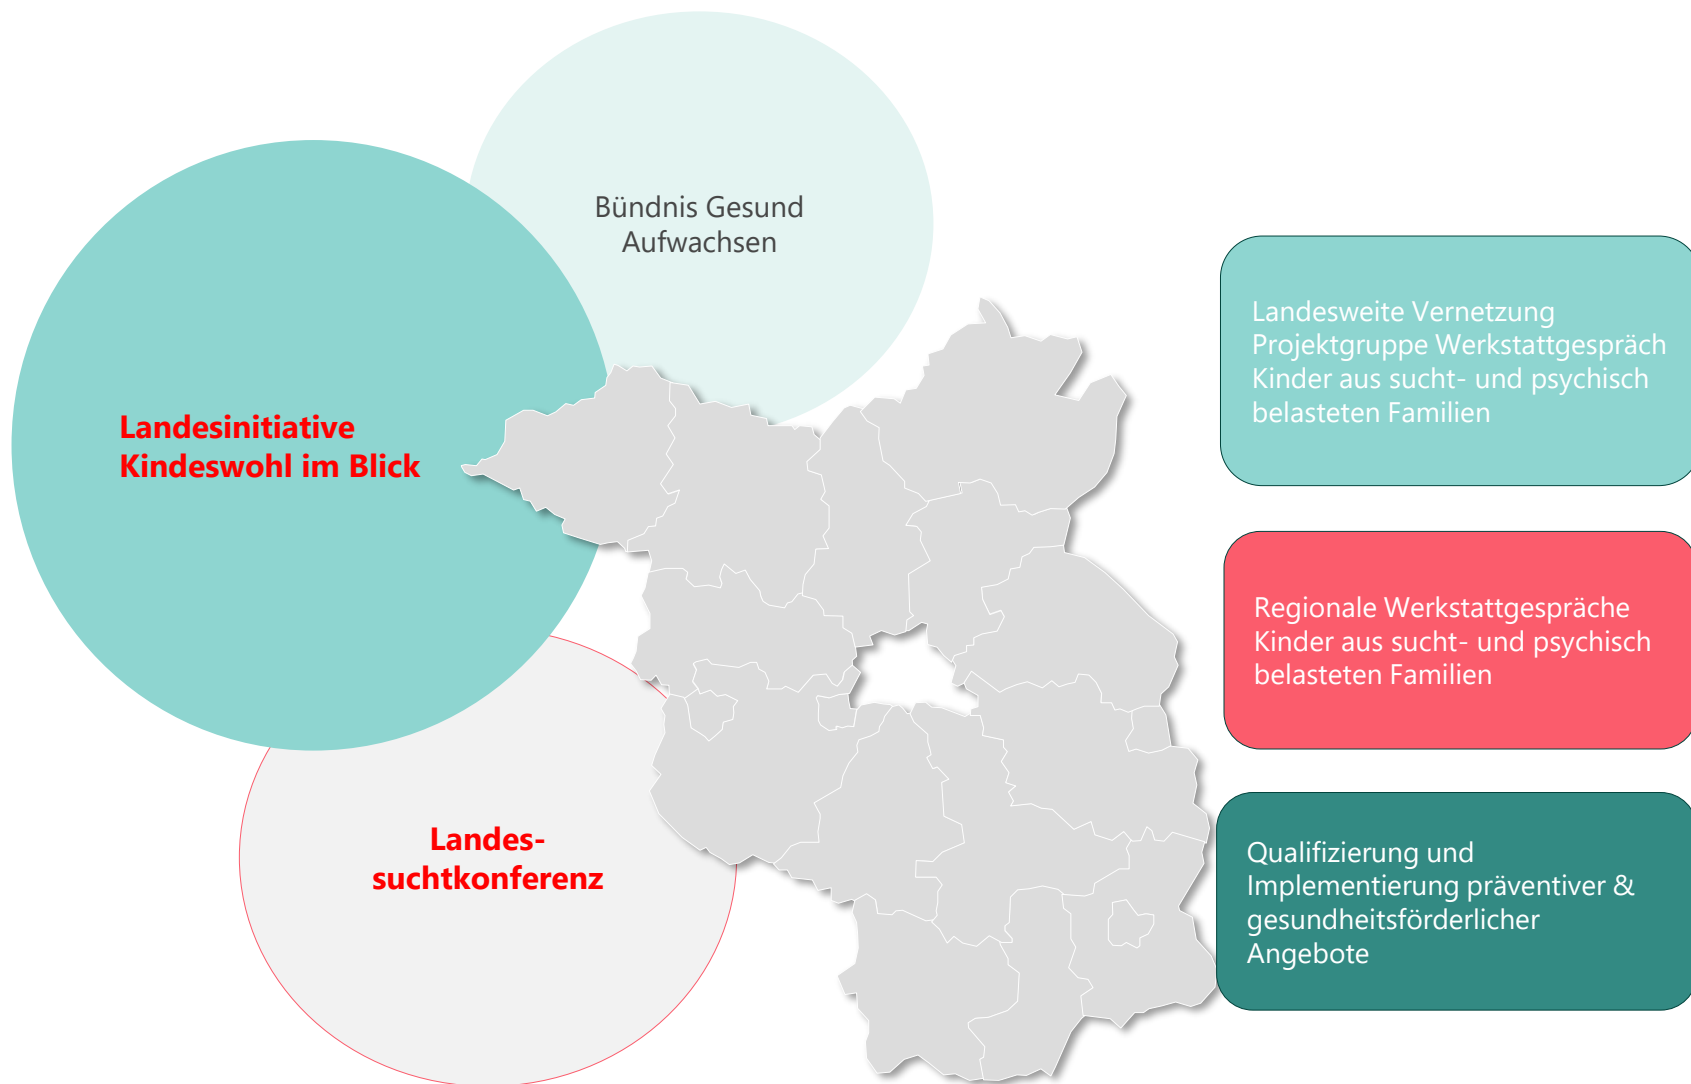 Bündnis Gesund
Aufwachsen
Landesinitiative
Kindeswohl im Blick
Landes-
suchtkonferenz
Landesweite Vernetzung
Projektgruppe Werkstattgespräch
Kinder aus sucht- und psychisch
belasteten Familien
Regionale Werkstattgespräche
Kinder aus sucht- und psychisch
belasteten Familien
Qualifizierung und
Implementierung präventiver &
gesundheitsförderlicher
Angebote